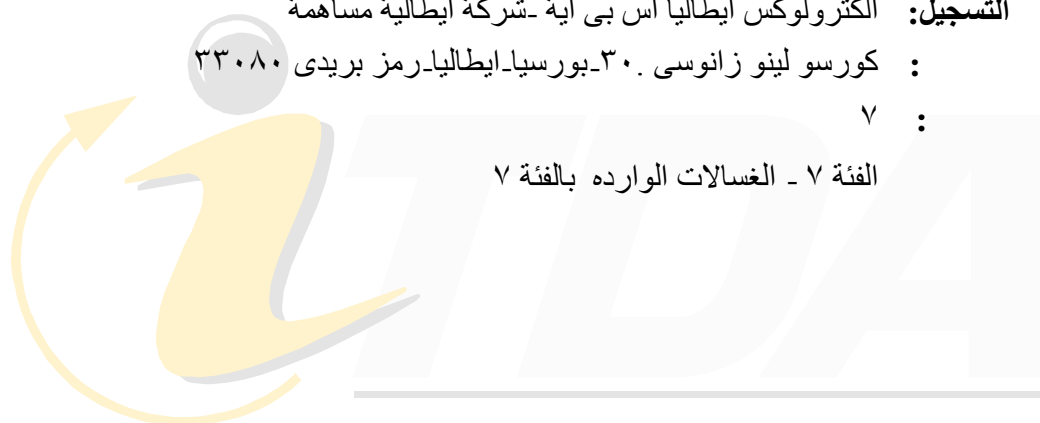 التسجيل: الكترولوكس ايطاليا اس بى اية -شركة ايطالية مساهمة
: كورسو لينو زانوسى .٣٠-بورسيا-ايطاليا-رمز بريدى ٣٣٠٨٠
: ٧
الفئة ٧ - الغسالات الوارده بالفئة ٧
iTDA